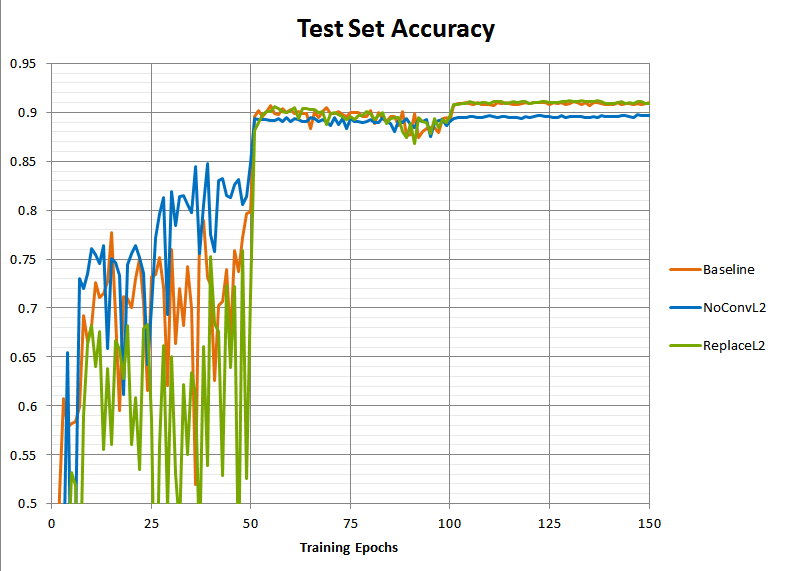 Test Set Accuracy
0.95
0.9
0.85
0.8
0.75
0.7
0.65
0.6
0.55
0.5
0 25 50 75 100 125 150
Training Epochs
Baseline
NoConvL2
ReplaceL2